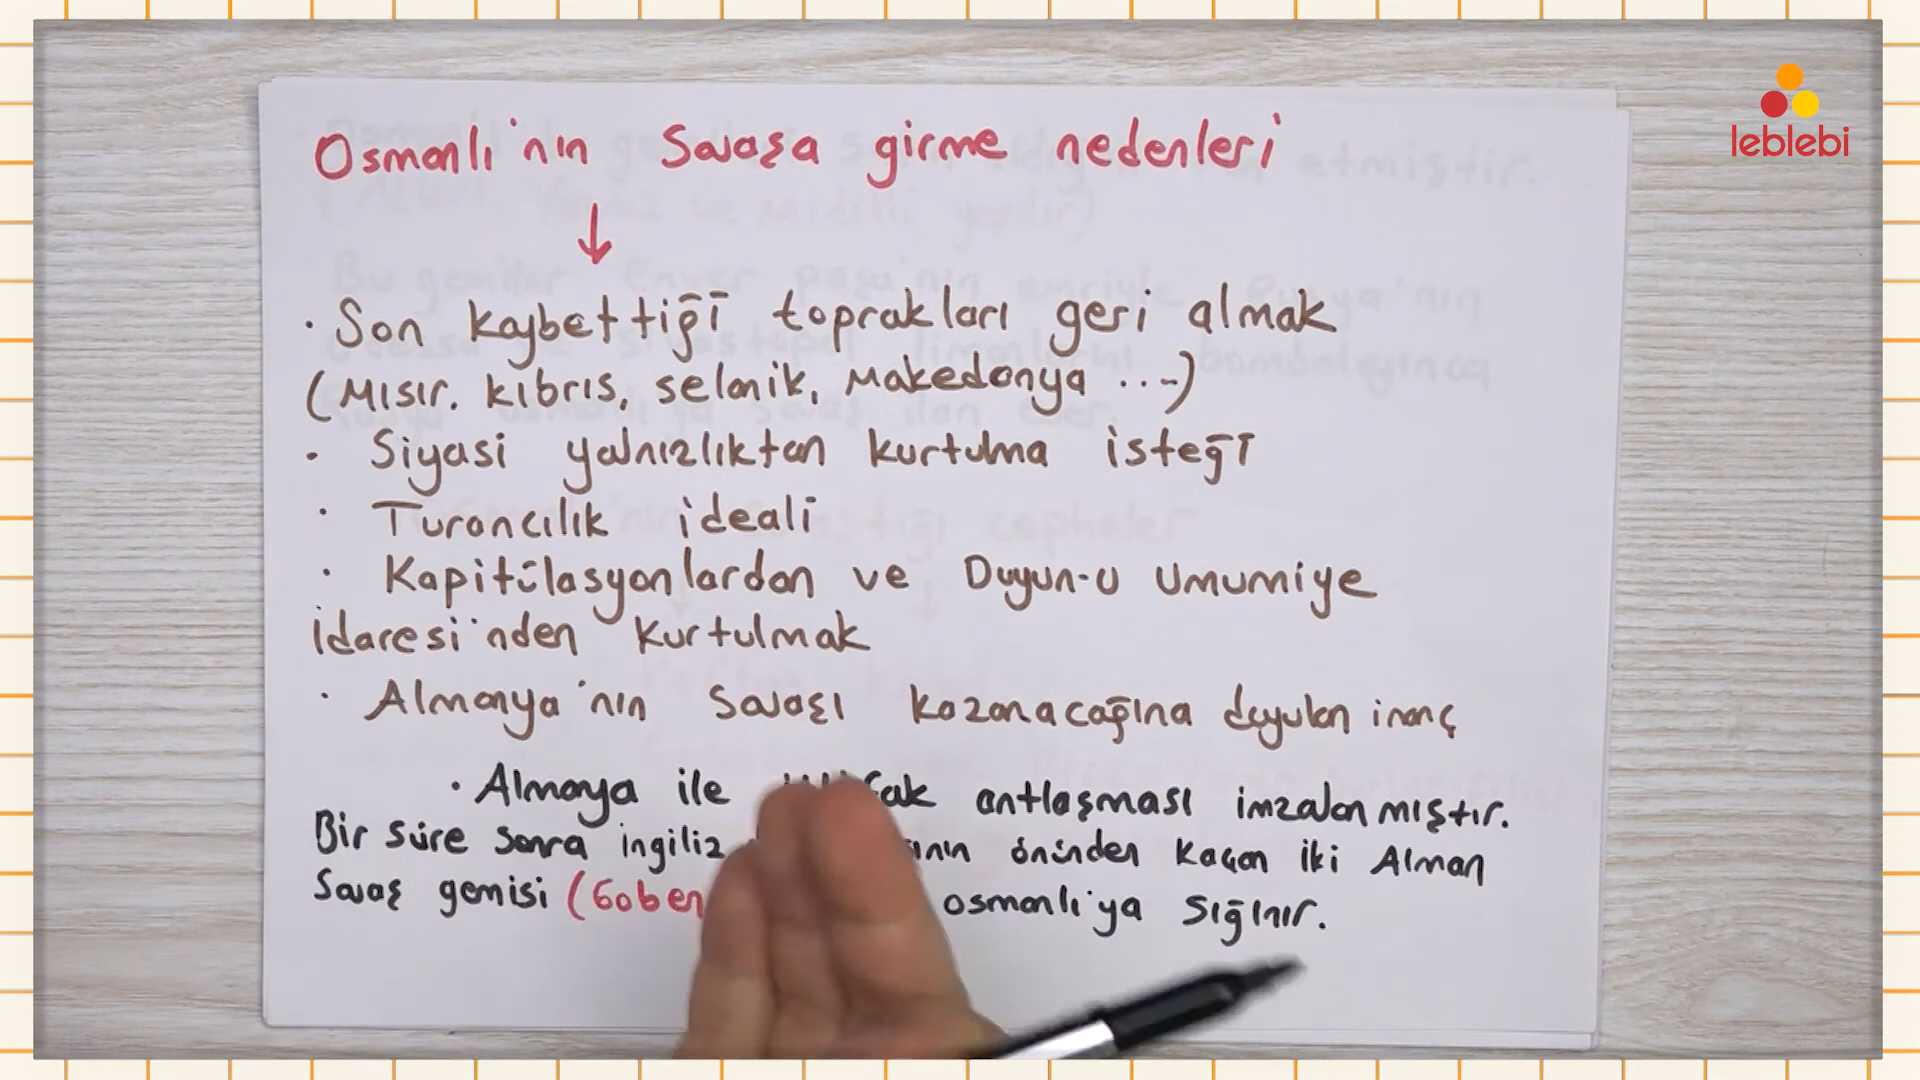 leblebi
Osmanlı'nın Savaşa girme nedenleri
↓
· Son kaybettiği toprakları geri almak
(Mısır, kıbrıs, selanik, Makedonya ...)
· Siyasi yalnızlıktan kurtulma isteği
· Turancılık ideali
· Kapitülasyonlardan ve Duyun-u Umumiye
İdaresi'nden kurtulmak
· Almanya'nın Savaşı kazanacağına duyulan inanç
· Almanya ile antlaşması imzalanmıştır.
Bir süre sonra ingiliz önünden kaçan iki Alman
Savaş gemisi (Goben osmanlı'ya sığınır.